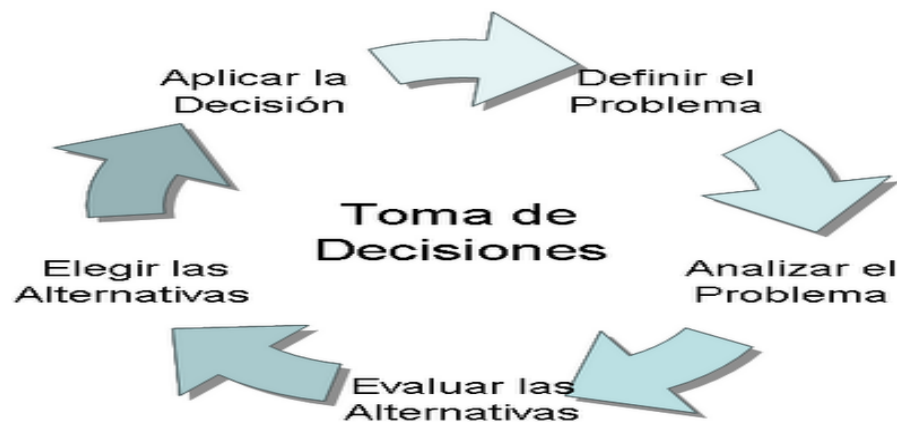 Aplicar la
Decisión
Definir el
Problema
Toma de
Decisiones
Elegir las
Alternativas
Analizar el
Problema
Evaluar las
Alternativas